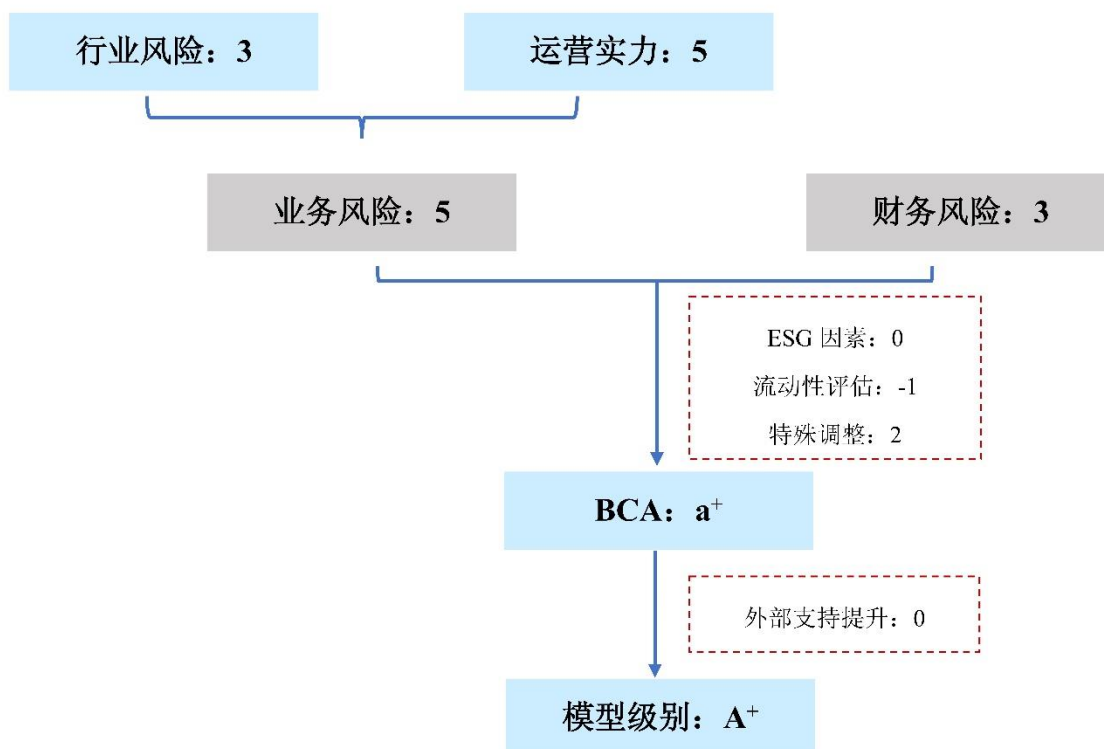 行业风险：3
运营实力：5
业务风险：5
财务风险：3
ESG 因素：0
流动性评估：-1
特殊调整：2
BCA：a⁺
外部支持提升：0
模型级别：A⁺